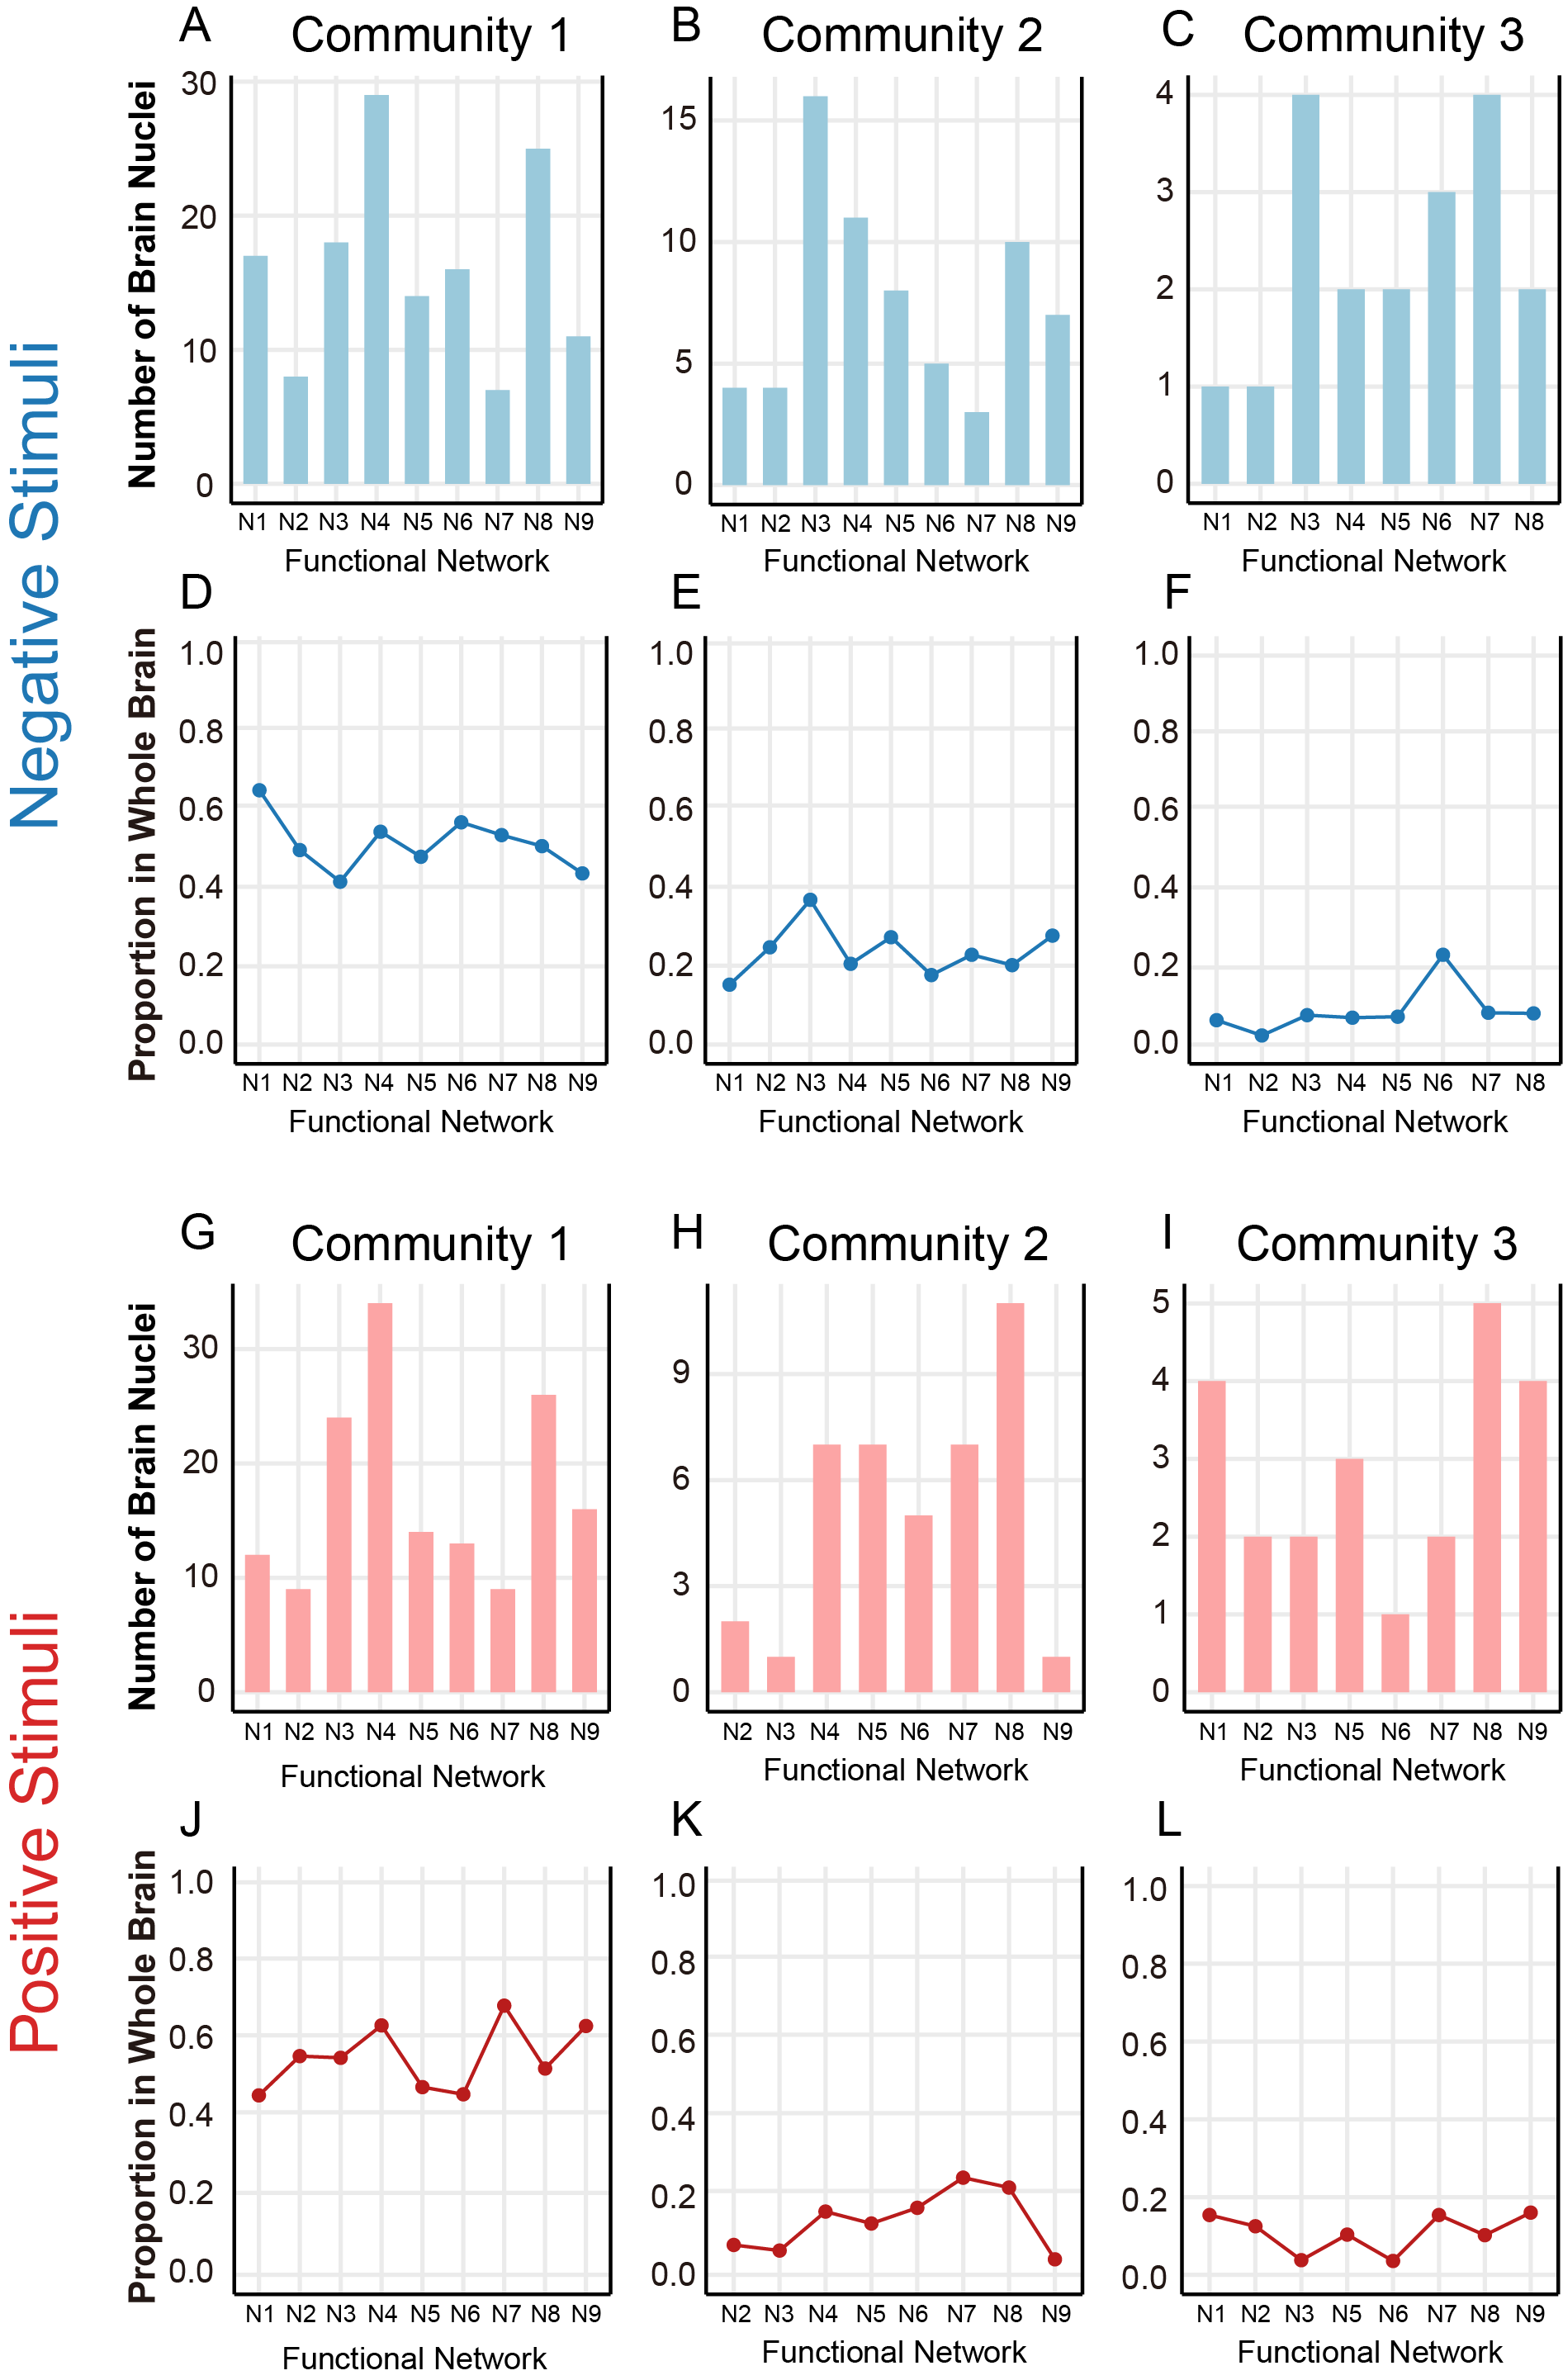 Negative Stimuli
A Community 1
Number of Brain Nuclei
30
20
10
0
N1 N2 N3 N4 N5 N6 N7 N8 N9
Functional Network
B Community 2
15
10
5
0
N1 N2 N3 N4 N5 N6 N7 N8 N9
Functional Network
C Community 3
4
3
2
1
0
N1 N2 N3 N4 N5 N6 N7 N8
Functional Network
D
Proportion in Whole Brain
1.0
0.8
0.6
0.4
0.2
0.0
N1 N2 N3 N4 N5 N6 N7 N8 N9
Functional Network
E
1.0
0.8
0.6
0.4
0.2
0.0
N1 N2 N3 N4 N5 N6 N7 N8 N9
Functional Network
F
1.0
0.8
0.6
0.4
0.2
0.0
N1 N2 N3 N4 N5 N6 N7 N8
Functional Network
Positive Stimuli
G Community 1
Number of Brain Nuclei
30
20
10
0
N1 N2 N3 N4 N5 N6 N7 N8 N9
Functional Network
H Community 2
9
6
3
0
N2 N3 N4 N5 N6 N7 N8 N9
Functional Network
I Community 3
5
4
3
2
1
0
N1 N2 N3 N5 N6 N7 N8 N9
Functional Network
J
Proportion in Whole Brain
1.0
0.8
0.6
0.4
0.2
0.0
N1 N2 N3 N4 N5 N6 N7 N8 N9
Functional Network
K
1.0
0.8
0.6
0.4
0.2
0.0
N2 N3 N4 N5 N6 N7 N8 N9
Functional Network
L
1.0
0.8
0.6
0.4
0.2
0.0
N1 N2 N3 N5 N6 N7 N8 N9
Functional Network